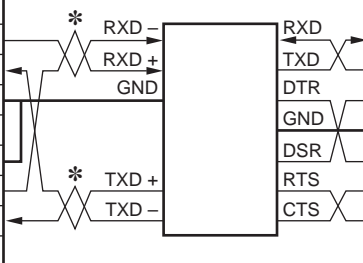 *
RXD –
RXD +
GND
*
TXD +
TXD –
RXD
TXD
DTR
GND
DSR
RTS
CTS